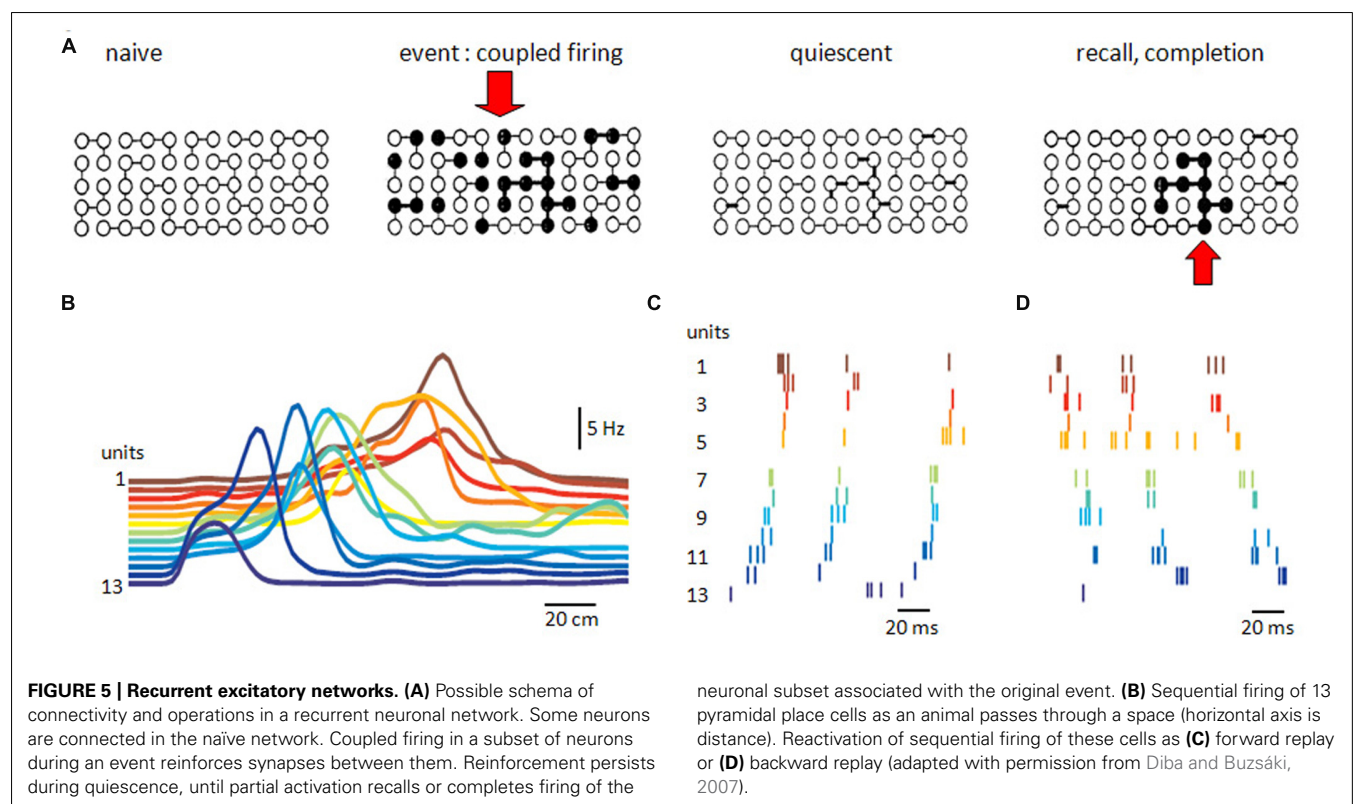 A
naive
event : coupled firing
quiescent
recall, completion
B
C
D
units
1
3
5
7
9
11
13
20 ms
20 ms
5 Hz
units
1
13
20 cm
FIGURE 5 | Recurrent excitatory networks. (A) Possible schema of
connectivity and operations in a recurrent neuronal network. Some neurons
are connected in the naïve network. Coupled firing in a subset of neurons
during an event reinforces synapses between them. Reinforcement persists
during quiescence, until partial activation recalls or completes firing of the
neuronal subset associated with the original event. (B) Sequential firing of 13
pyramidal place cells as an animal passes through a space (horizontal axis is
distance). Reactivation of sequential firing of these cells as (C) forward replay
or (D) backward replay (adapted with permission from Diba and Buzsáki,
2007).